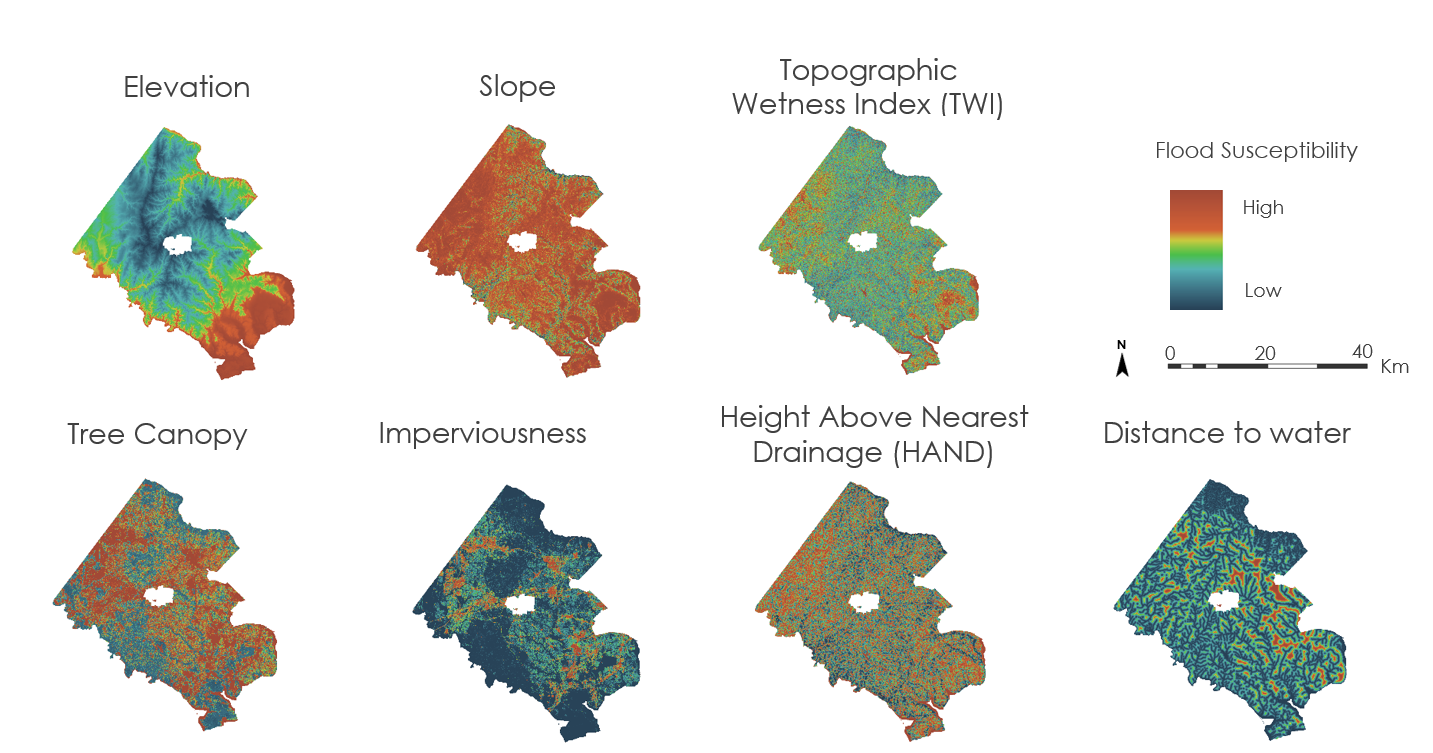 Elevation
Slope
Topographic
Wetness Index (TWI)
Flood Susceptibility
High
Low
N
0 20 40 Km
Tree Canopy
Imperviousness
Height Above Nearest
Drainage (HAND)
Distance to water